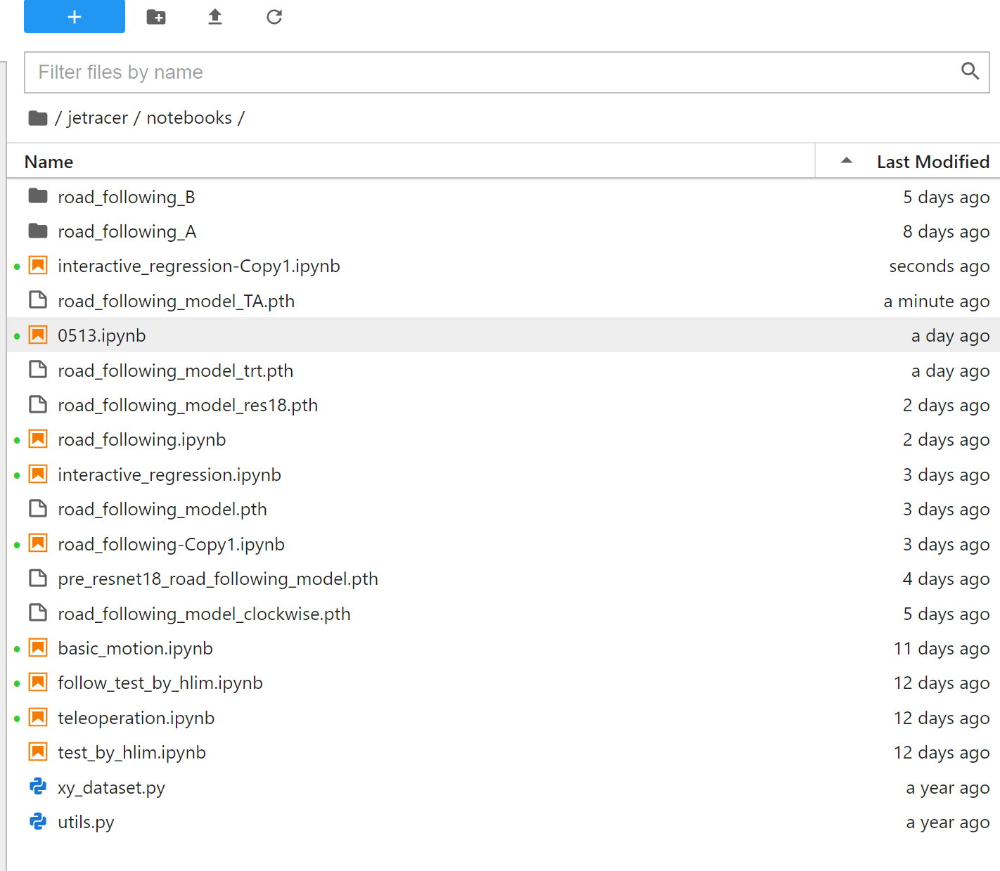 Filter files by name
/ jetracer / notebooks /
Name Last Modified
road_following_B 5 days ago
road_following_A 8 days ago
interactive_regression-Copy1.ipynb seconds ago
road_following_model_TA.pth a minute ago
0513.ipynb a day ago
road_following_model_trt.pth a day ago
road_following_model_res18.pth 2 days ago
road_following.ipynb 2 days ago
interactive_regression.ipynb 3 days ago
road_following_model.pth 3 days ago
road_following-Copy1.ipynb 3 days ago
pre_resnet18_road_following_model.pth 4 days ago
road_following_model_clockwise.pth 5 days ago
basic_motion.ipynb 11 days ago
follow_test_by_hlim.ipynb 12 days ago
teleoperation.ipynb 12 days ago
test_by_hlim.ipynb 12 days ago
xy_dataset.py a year ago
utils.py a year ago